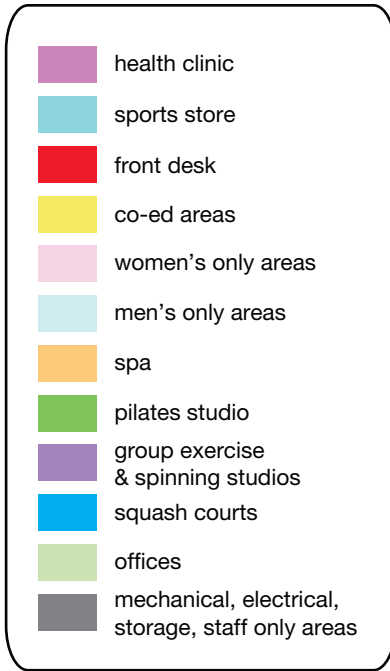 health clinic
sports store
front desk
co-ed areas
women's only areas
men's only areas
spa
pilates studio
group exercise
& spinning studios
squash courts
offices
mechanical, electrical,
storage, staff only areas